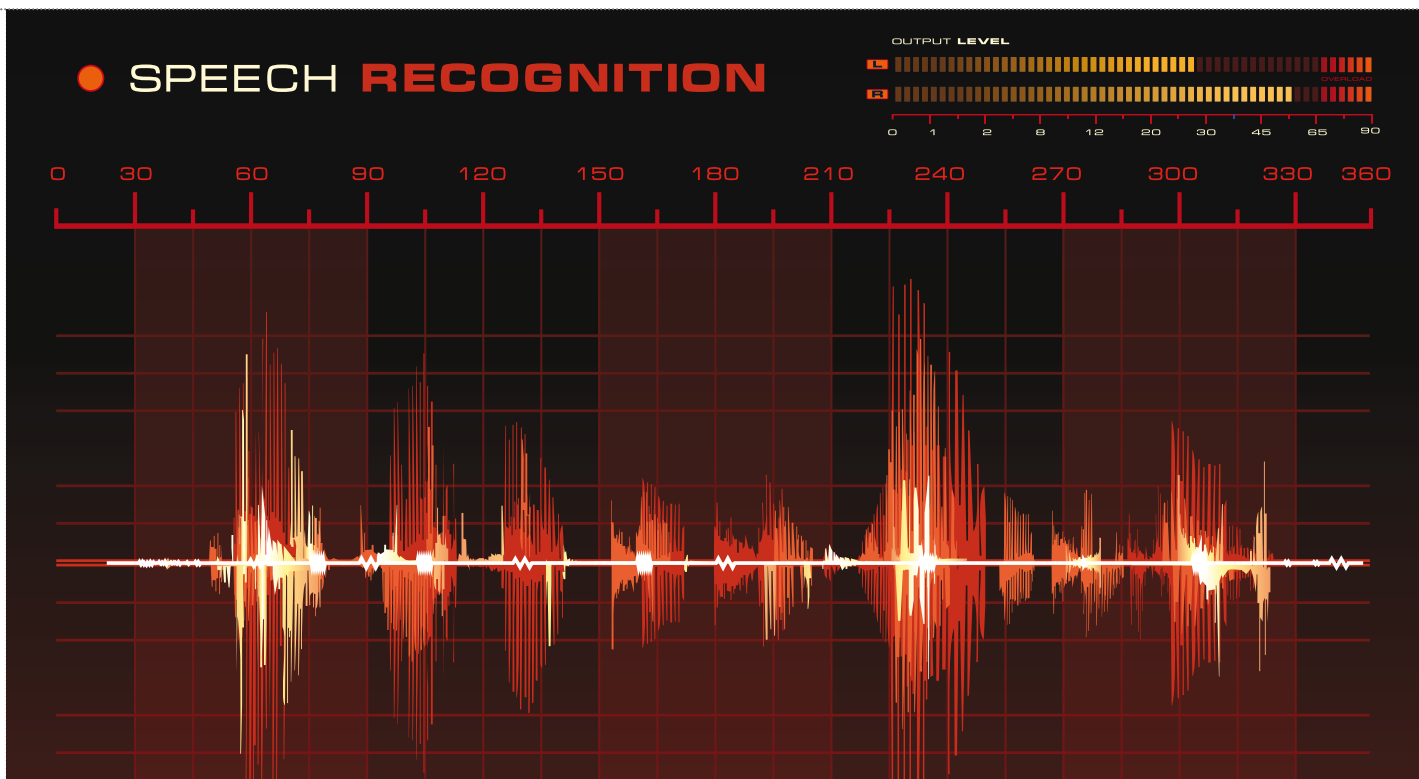 SPEECH RECOGNITION
OUTPUT LEVEL
L
OVERLOAD
R
0 1 2 8 12 20 30 45 65 90
0 30 60 90 120 150 180 210 240 270 300 330 360